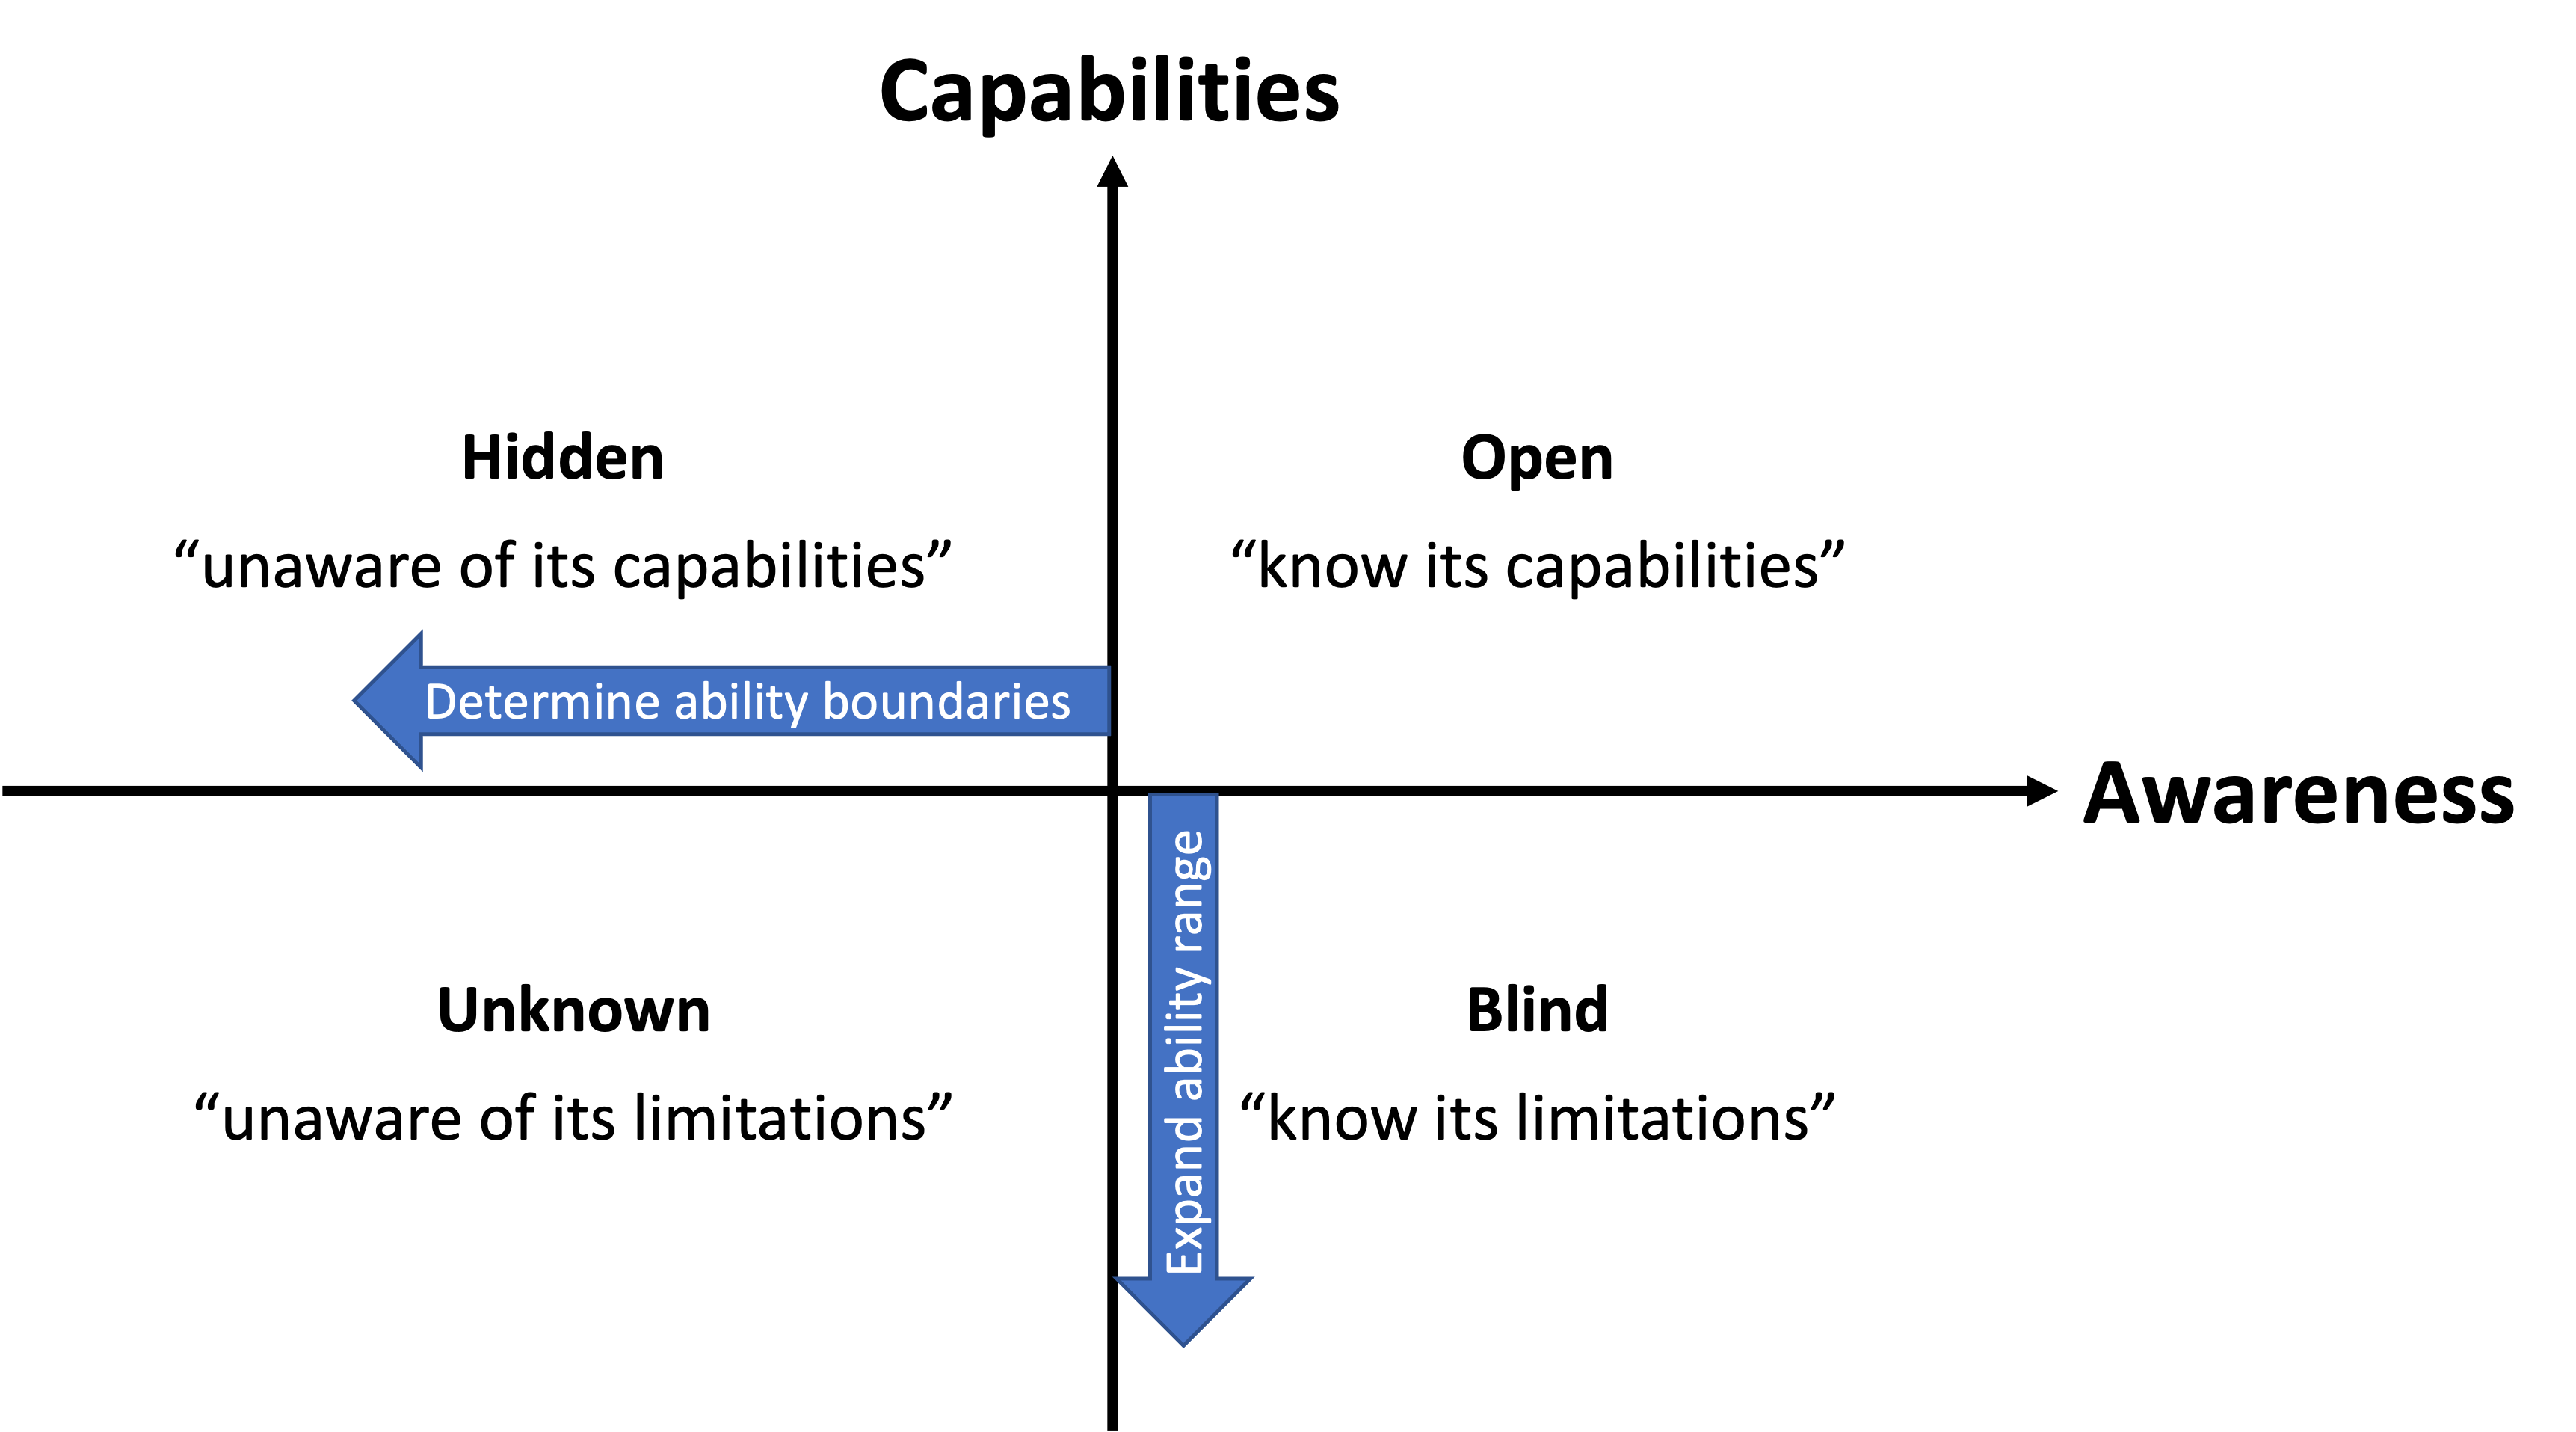 Capabilities
Hidden
“unaware of its capabilities”
Open
“know its capabilities”
Determine ability boundaries
Awareness
Expand ability range
Unknown
“unaware of its limitations”
Blind
“know its limitations”